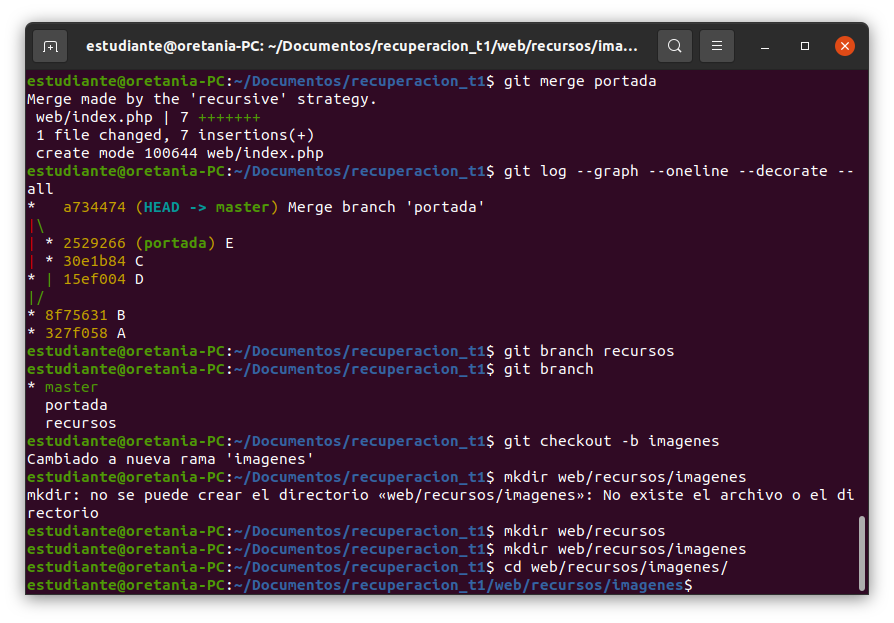 estudiante@oretania-PC: ~/Documentos/recuperacion_t1/web/recursos/ima...
estudiante@oretania-PC:~/Documentos/recuperacion_t1$ git merge portada
Merge made by the 'recursive' strategy.
 web/index.php | 7 +++++++
 1 file changed, 7 insertions(+)
 create mode 100644 web/index.php
estudiante@oretania-PC:~/Documentos/recuperacion_t1$ git log --graph --oneline --decorate --
all
*   a734474 (HEAD -> master) Merge branch 'portada'
|\
| * 2529266 (portada) E
| * 30e1b84 C
* | 15ef004 D
|/
* 8f75631 B
* 327f058 A
estudiante@oretania-PC:~/Documentos/recuperacion_t1$ git branch recursos
estudiante@oretania-PC:~/Documentos/recuperacion_t1$ git branch
* master
  portada
  recursos
estudiante@oretania-PC:~/Documentos/recuperacion_t1$ git checkout -b imagenes
Cambiado a nueva rama 'imagenes'
estudiante@oretania-PC:~/Documentos/recuperacion_t1$ mkdir web/recursos/imagenes
mkdir: no se puede crear el directorio «web/recursos/imagenes»: No existe el archivo o el di
rectorio
estudiante@oretania-PC:~/Documentos/recuperacion_t1$ mkdir web/recursos
estudiante@oretania-PC:~/Documentos/recuperacion_t1$ mkdir web/recursos/imagenes
estudiante@oretania-PC:~/Documentos/recuperacion_t1$ cd web/recursos/imagenes/
estudiante@oretania-PC:~/Documentos/recuperacion_t1/web/recursos/imagenes$